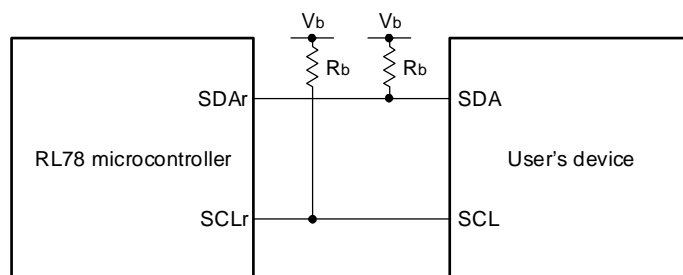 Vb Vb
Rb Rb
SDAr SDA
RL78 microcontroller User's device
SCLr SCL